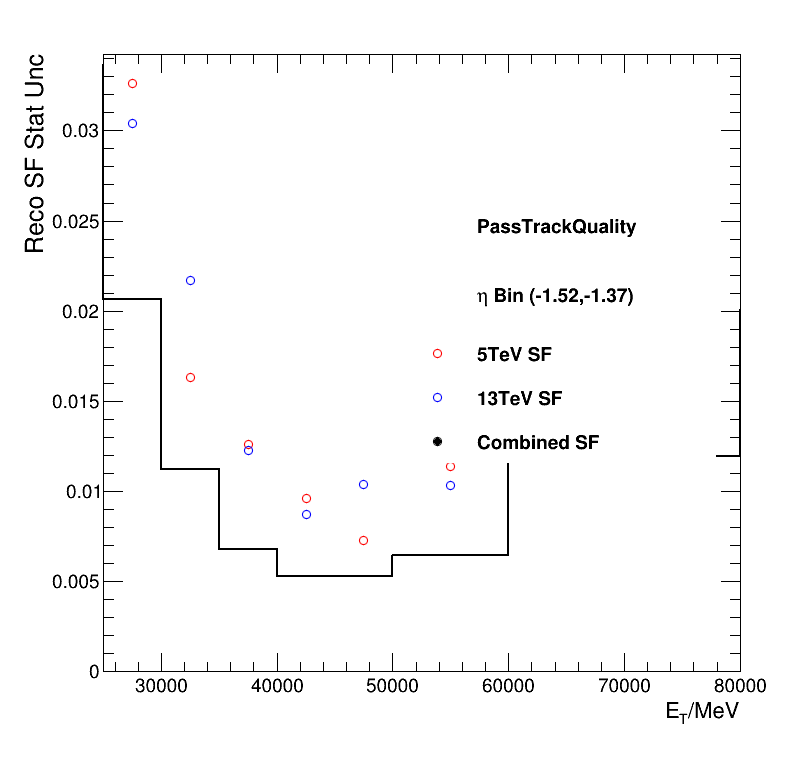 Reco SF Stat Unc
0.03
0.025
0.02
0.015
0.01
0.005
0
PassTrackQuality
η Bin (-1.52,-1.37)
5TeV SF
13TeV SF
Combined SF
30000 40000 50000 60000 70000 80000
E_T/MeV